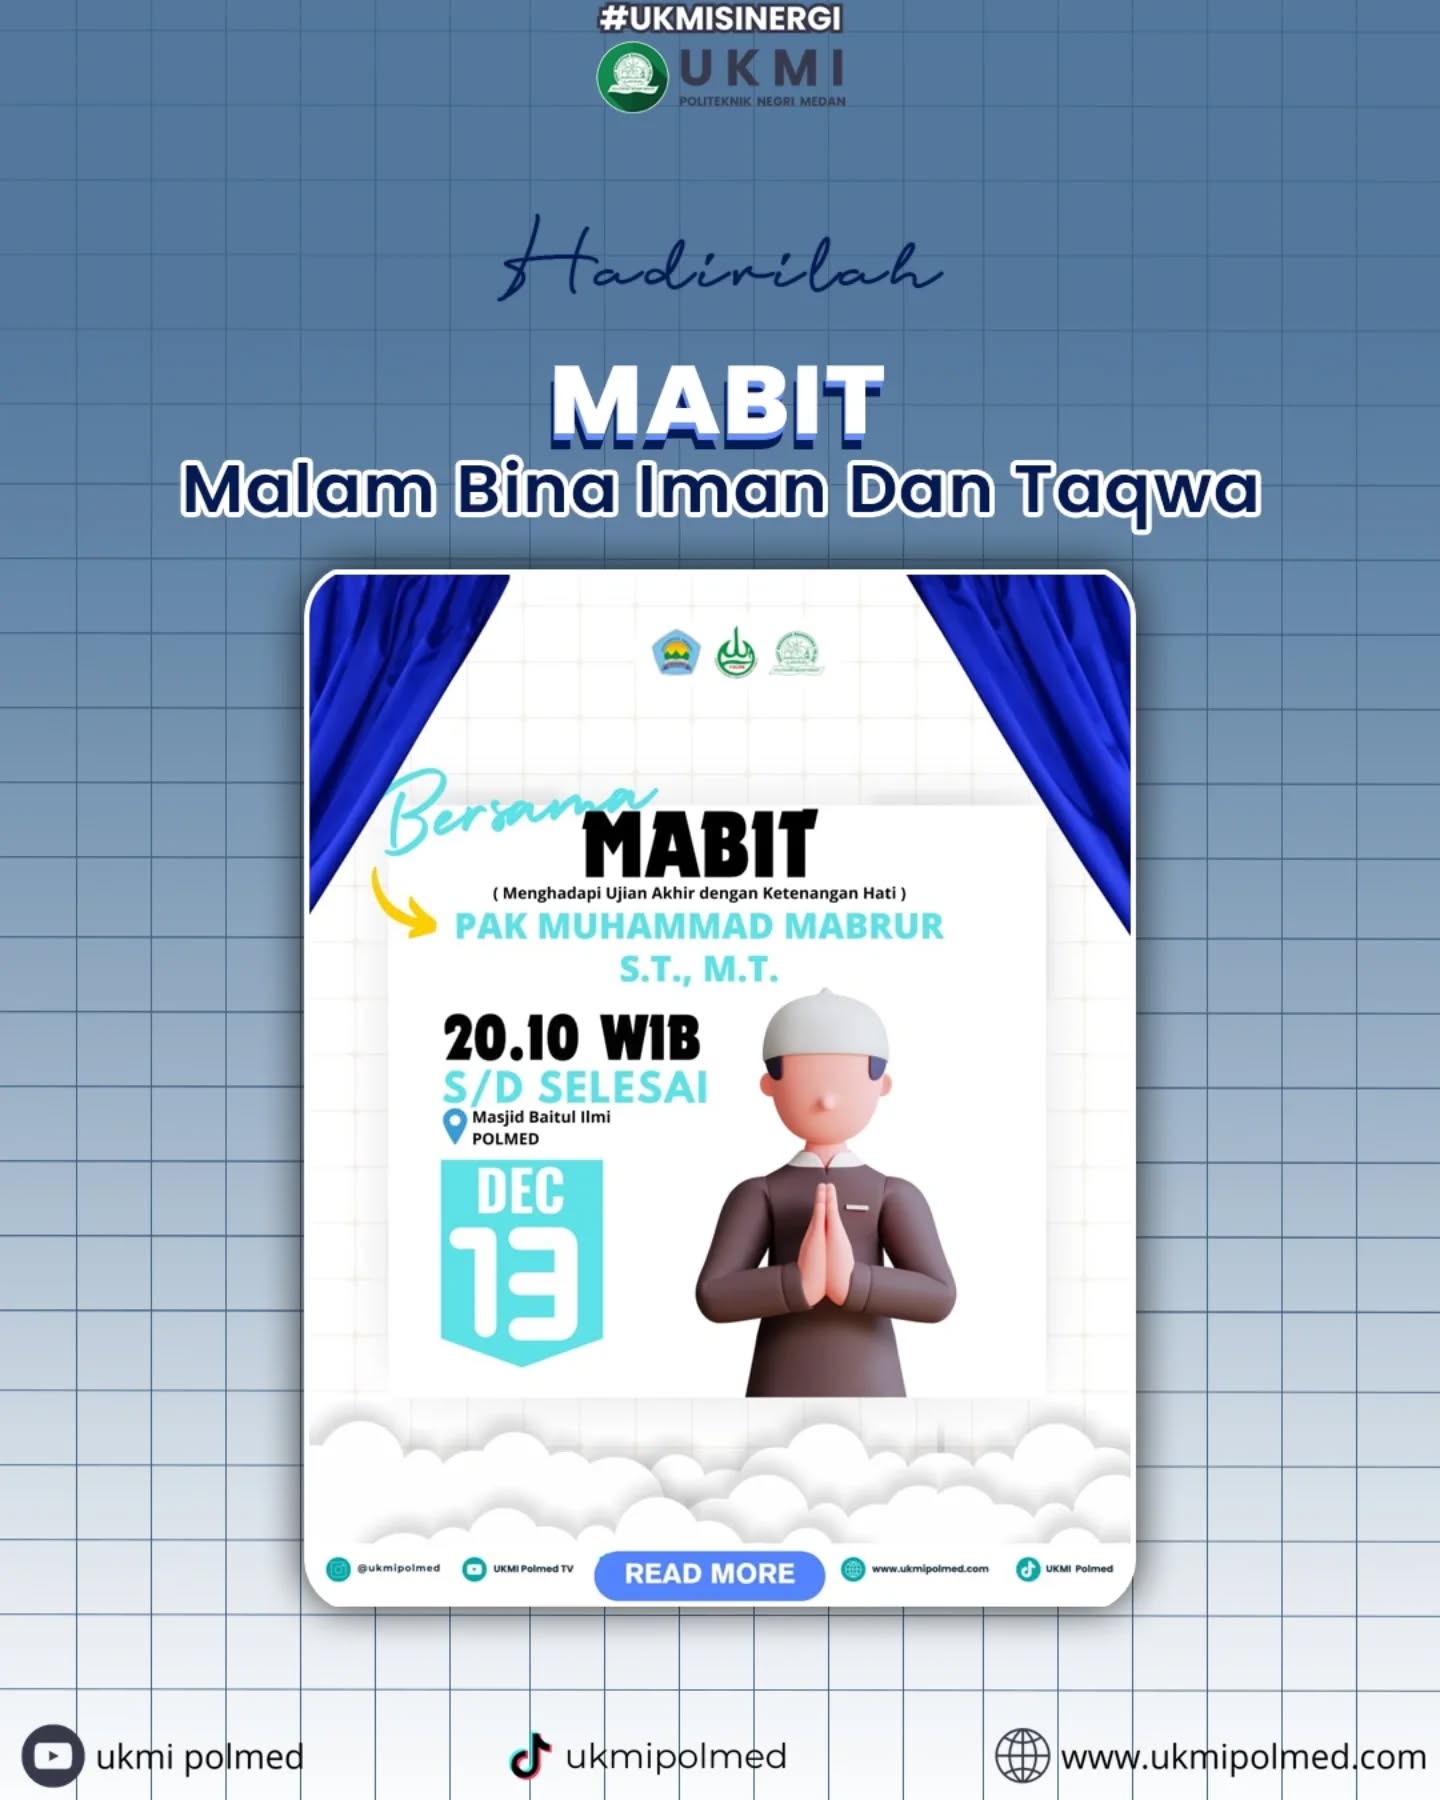 #UKMISINERGI
UKMI
POLITEKNIK NEGRI MEDAN
Hadirilah
MABIT
Malam Bina Iman Dan Taqwa
Bersama
MABIT
( Menghadapi Ujian Akhir dengan Ketenangan Hati )
PAK MUHAMMAD MABRUR
S.T., M.T.
20.10 WIB
S/D SELESAI
Masjid Baitul Ilmi
POLMED
DEC
13
@ukmipolmed
UKMI Polmed TV
READ MORE
www.ukmipolmed.com
UKMI Polmed
ukmi polmed
ukmipolmed
www.ukmipolmed.com